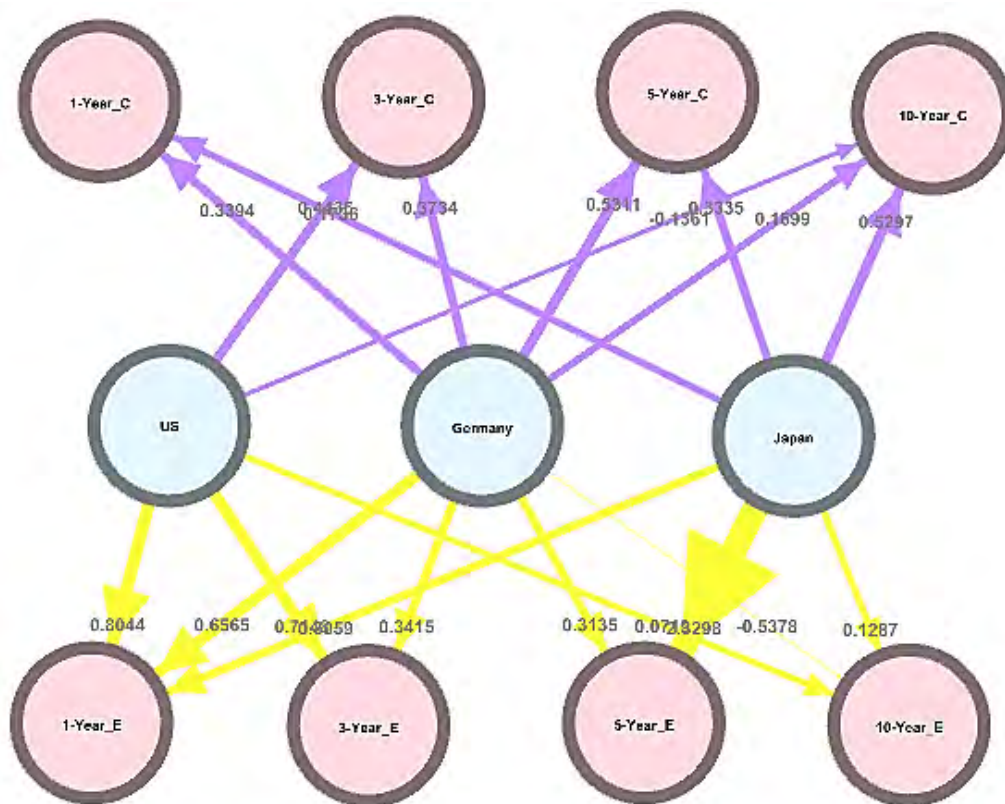 1-Year_C
3-Year_C
5-Year_C
10-Year_C
0.3394
0.3734
0.5311
-0.1361
0.3335
0.1699
0.5297
US
Germany
Japan
0.8044
0.6565
0.3415
0.3135
-0.5378
0.1287
1-Year_E
3-Year_E
5-Year_E
10-Year_E